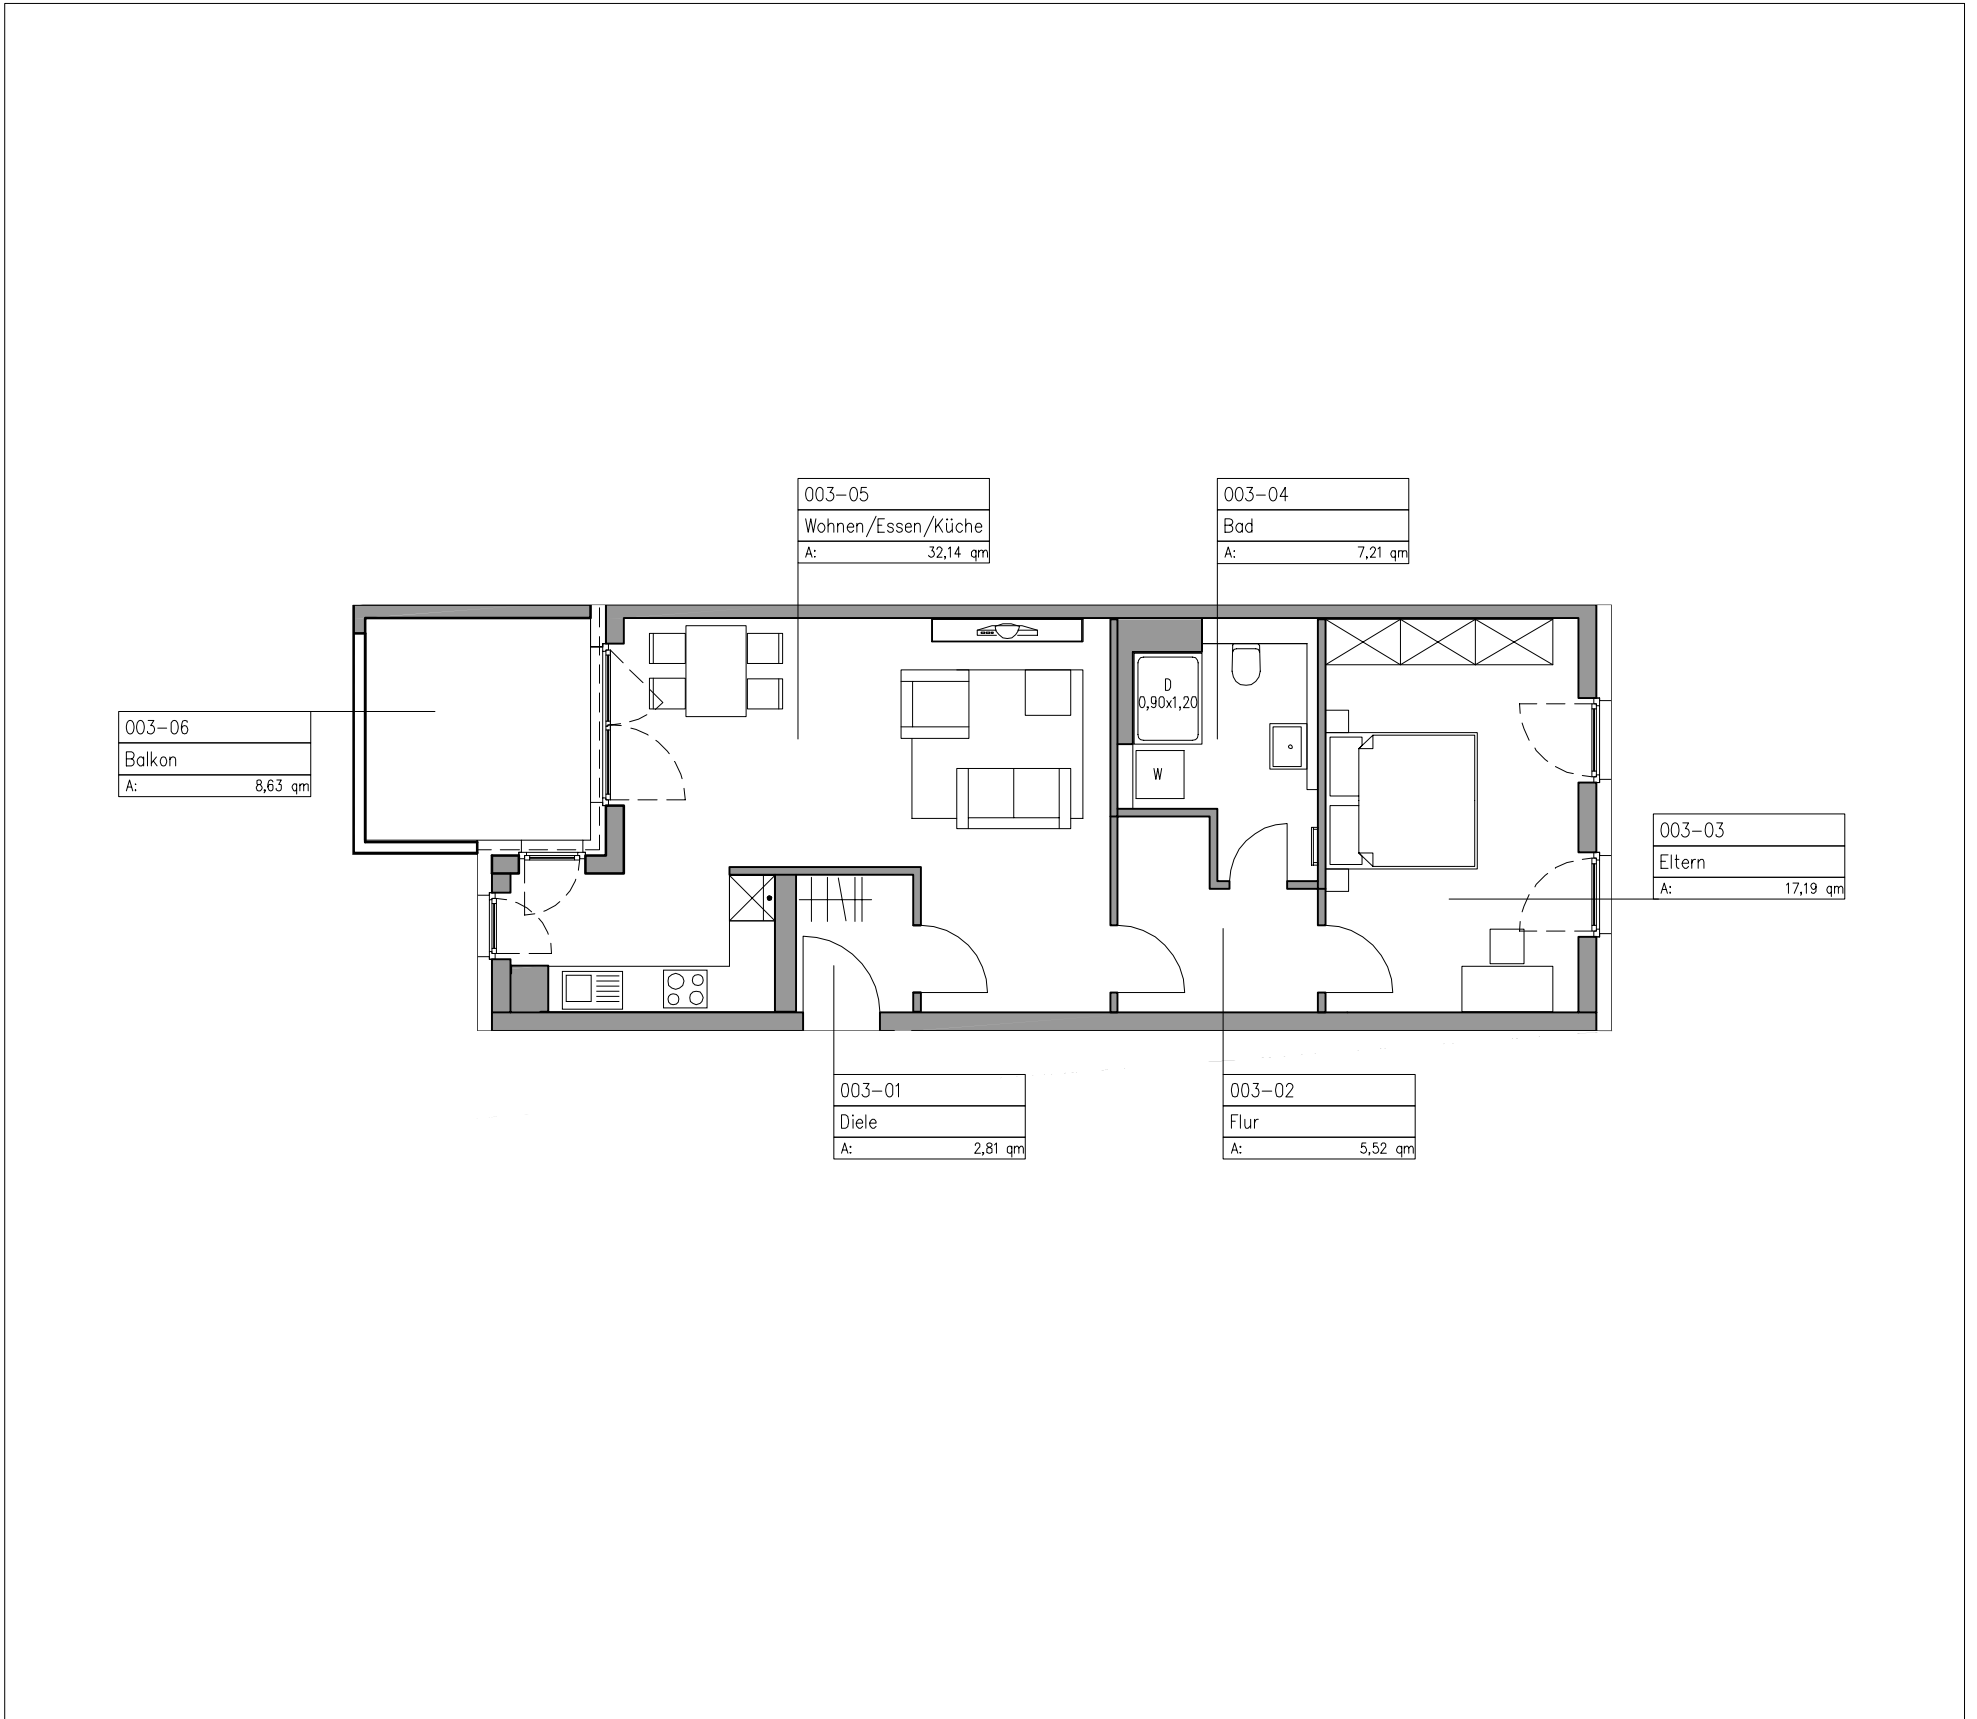 003-05
Wohnen/Essen/Küche
A: 32,14 qm
003-04
Bad
A: 7,21 qm
D
0,90x1,20
W
003-06
Balkon
A: 8,63 qm
003-03
Eltern
A: 17,19 qm
003-01
Diele
A: 2,81 qm
003-02
Flur
A: 5,52 qm